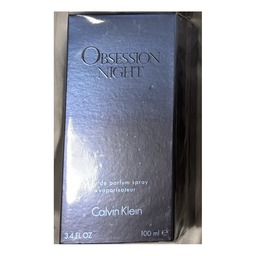 OBSESSION
NIGHT
de parfum spray
vaporisateur
Calvin Klein
3.4 FL OZ 100 ml e